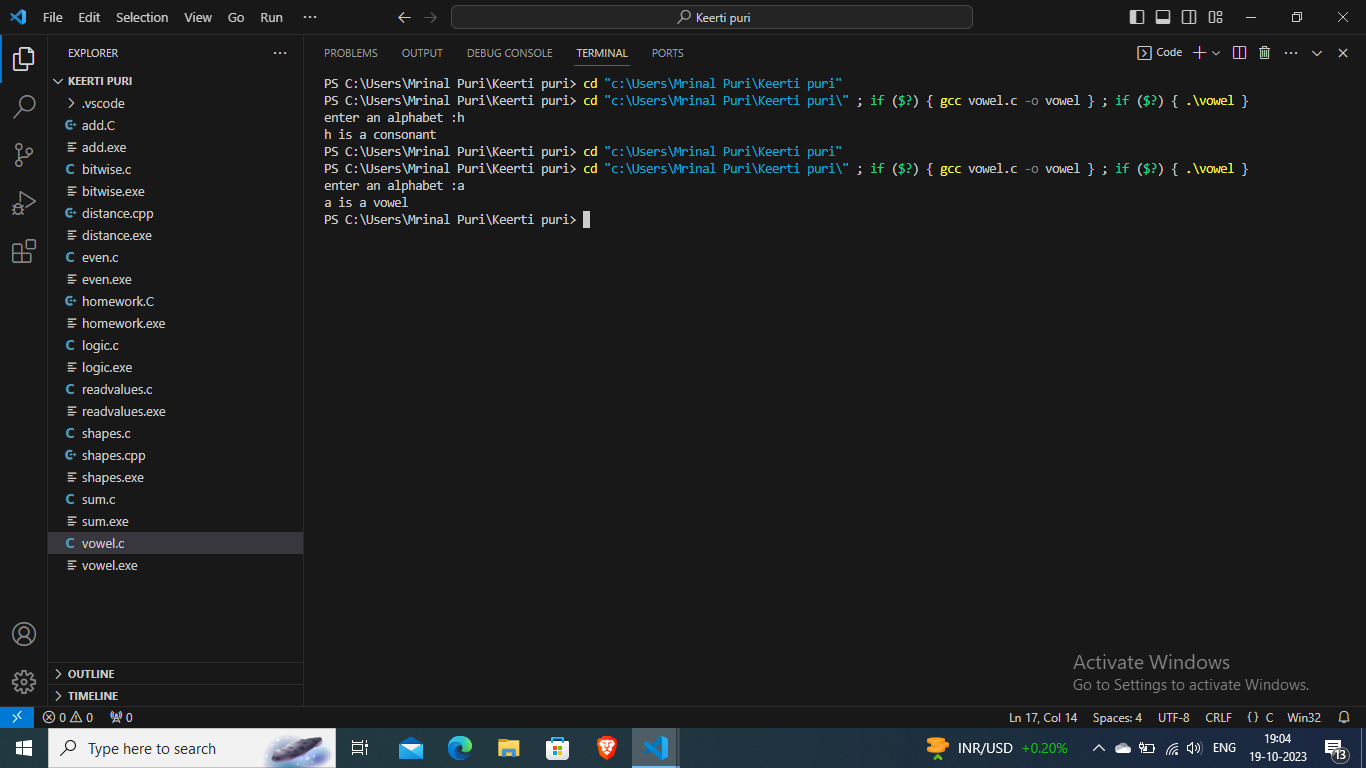 File Edit Selection View Go Run ··· Keerti puri
EXPLORER ···
KEERTI PURI
.vscode
add.C
add.exe
bitwise.c
bitwise.exe
distance.cpp
distance.exe
even.c
even.exe
homework.C
homework.exe
logic.c
logic.exe
readvalues.c
readvalues.exe
shapes.c
shapes.cpp
shapes.exe
sum.c
sum.exe
vowel.c
vowel.exe
OUTLINE
TIMELINE
PROBLEMS OUTPUT DEBUG CONSOLE TERMINAL PORTS Code
PS C:\Users\Mrinal Puri\Keerti puri> cd "c:\Users\Mrinal Puri\Keerti puri"
PS C:\Users\Mrinal Puri\Keerti puri> cd "c:\Users\Mrinal Puri\Keerti puri\" ; if ($?) { gcc vowel.c -o vowel } ; if ($?) { .\vowel }
enter an alphabet :h
h is a consonant
PS C:\Users\Mrinal Puri\Keerti puri> cd "c:\Users\Mrinal Puri\Keerti puri"
PS C:\Users\Mrinal Puri\Keerti puri> cd "c:\Users\Mrinal Puri\Keerti puri\" ; if ($?) { gcc vowel.c -o vowel } ; if ($?) { .\vowel }
enter an alphabet :a
a is a vowel
PS C:\Users\Mrinal Puri\Keerti puri>
Activate Windows
Go to Settings to activate Windows.
0 0 0 Ln 17, Col 14 Spaces: 4 UTF-8 CRLF {} C Win32
Type here to search INR/USD +0.20% ENG 19:04
19-10-2023 13